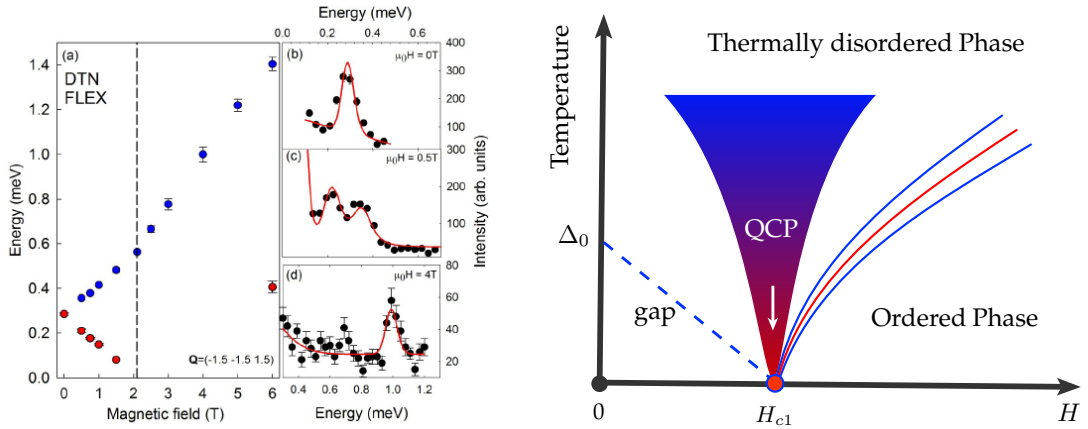 Energy (meV)
0.0 0.2 0.4 0.6
(a)
DTN
FLEX
1.4
1.2
1.0
0.8
0.6
0.4
0.2
0.0
Energy (meV)
Q=(-1.5 -1.5 1.5)
0 1 2 3 4 5 6
Magnetic field (T)
(b)
μ₀H = 0T
400
300
200
100
(c)
μ₀H = 0.5T
300
200
100
Intensity (arb. units)
(d)
μ₀H = 4T
80
60
40
20
0.4 0.6 0.8 1.0 1.2
Energy (meV)
Temperature
Thermally disordered Phase
QCP
Δ₀
gap
Ordered Phase
0
H_{c1}
H